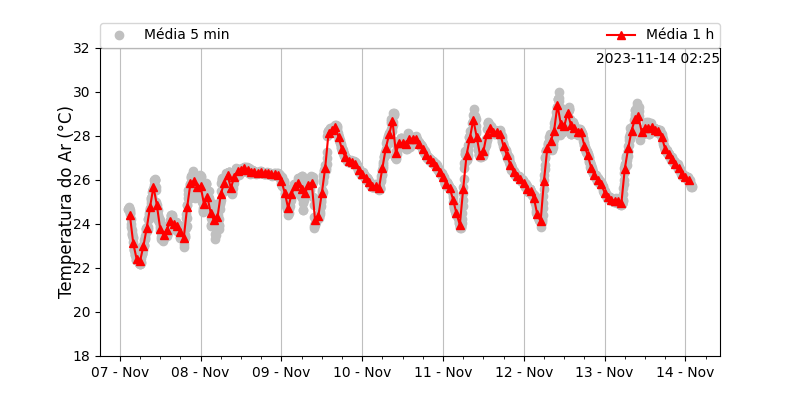 Média 5 min
Média 1 h
2023-11-14 02:25
Temperatura do Ar (°C)
32
30
28
26
24
22
20
18
07 - Nov
08 - Nov
09 - Nov
10 - Nov
11 - Nov
12 - Nov
13 - Nov
14 - Nov